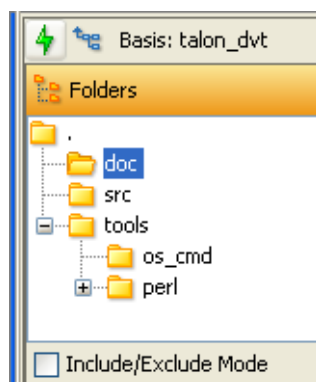 Basis: talon_dvt
Folders
.
doc
src
tools
os_cmd
perl
Include/Exclude Mode